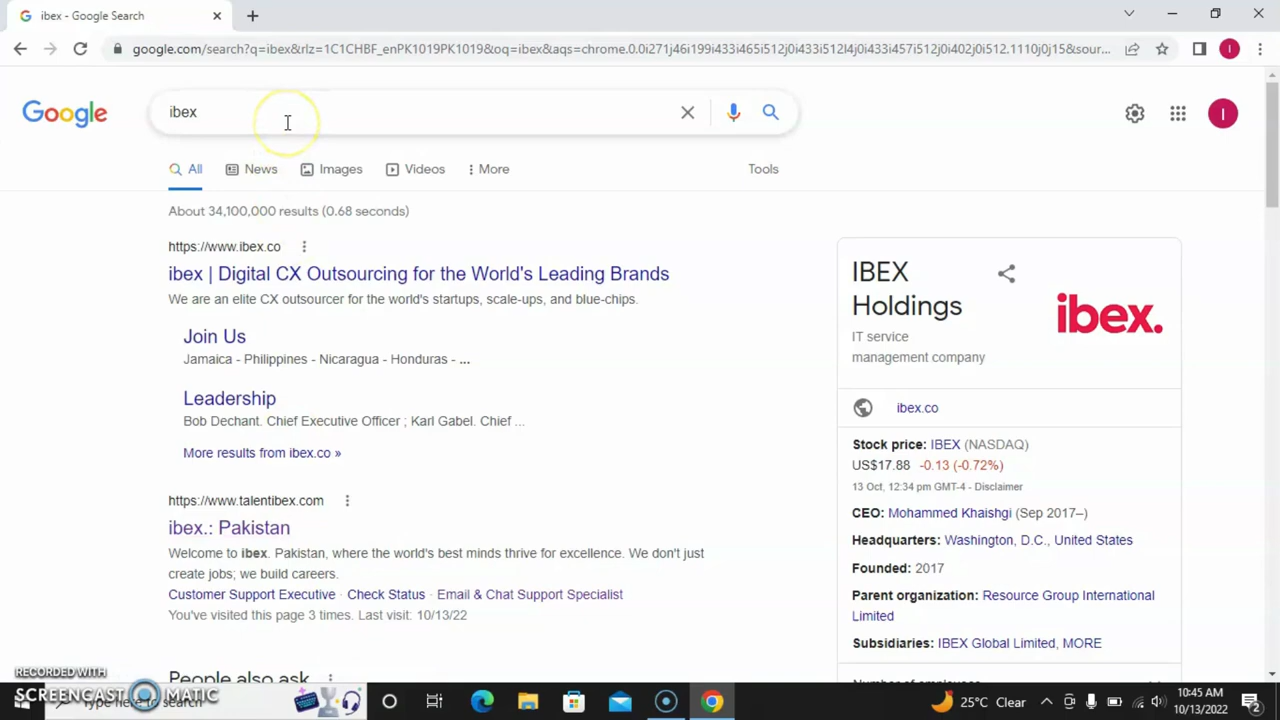 ibex - Google Search
google.com/search?q=ibex&rlz=1C1CHBF_enPK1019PK1019&oq=ibex&aqs=chrome.0.0i271j46i199i433i465i512j0i433i512l4j0i433i457i512j0i402j0i512.1110j0j15&sour...
Google
ibex
I
All
News
Images
Videos
More
Tools
About 34,100,000 results (0.68 seconds)
https://www.ibex.co
ibex | Digital CX Outsourcing for the World's Leading Brands
We are an elite CX outsourcer for the world's startups, scale-ups, and blue-chips.
Join Us
Jamaica - Philippines - Nicaragua - Honduras - ...
Leadership
Bob Dechant. Chief Executive Officer ; Karl Gabel. Chief ...
More results from ibex.co »
https://www.talentibex.com
ibex.: Pakistan
Welcome to ibex. Pakistan, where the world's best minds thrive for excellence. We don't just
create jobs; we build careers.
Customer Support Executive · Check Status · Email & Chat Support Specialist
You've visited this page 3 times. Last visit: 10/13/22
People also ask
IBEX
Holdings
IT service
management company
ibex.
ibex.co
Stock price: IBEX (NASDAQ)
US$17.88 -0.13 (-0.72%)
13 Oct, 12:34 pm GMT-4 - Disclaimer
CEO: Mohammed Khaishgi (Sep 2017–)
Headquarters: Washington, D.C., United States
Founded: 2017
Parent organization: Resource Group International
Limited
Subsidiaries: IBEX Global Limited, MORE
RECORDED WITH
SCREENCAST MATIC
Type here to search
25°C Clear
10:45 AM
10/13/2022
2